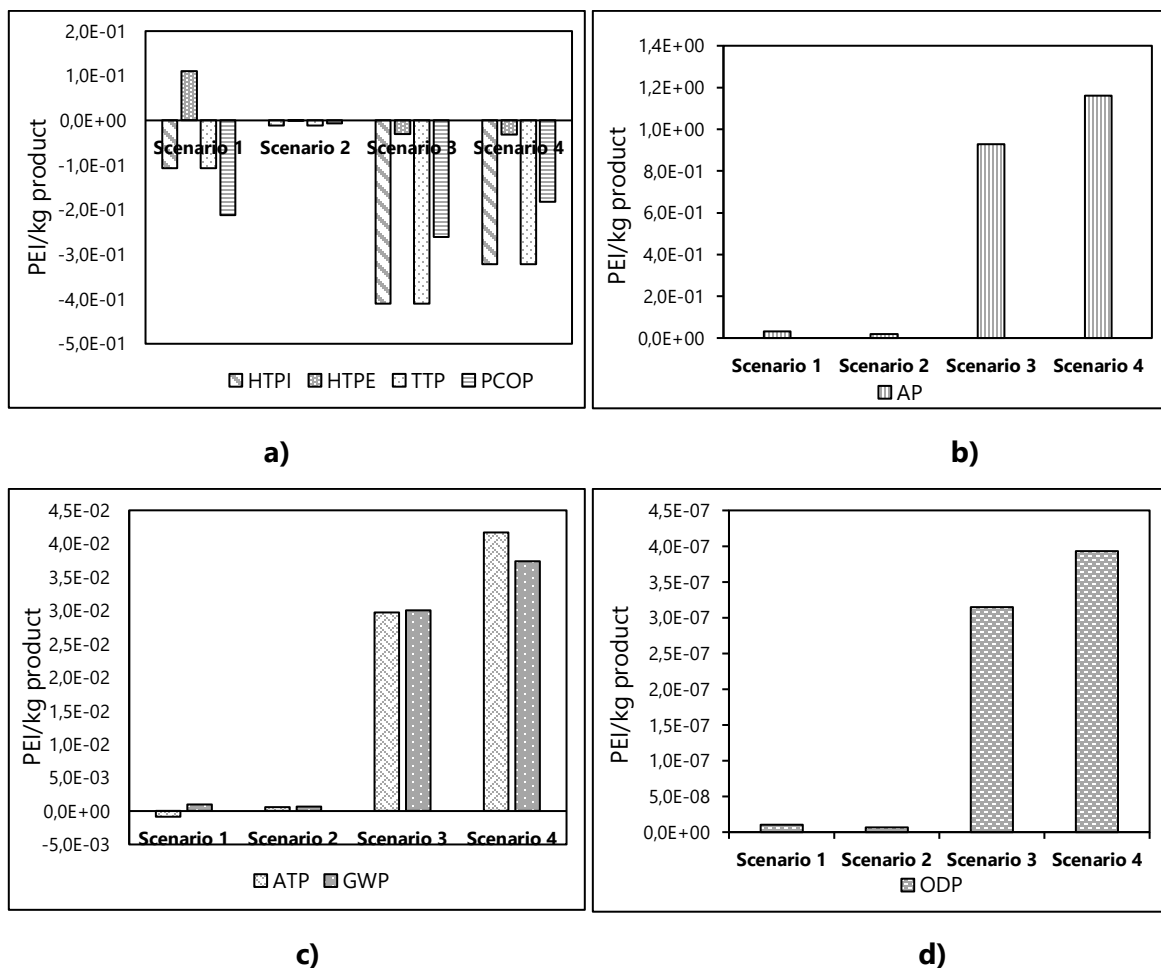 2,0E-01
1,0E-01
0,0E+00
-1,0E-01
-2,0E-01
-3,0E-01
-4,0E-01
-5,0E-01
PEI/kg product
Scenario 1 Scenario 2 Scenario 3 Scenario 4
HTPI HTPE TTP PCOP
a)
1,4E+00
1,2E+00
1,0E+00
8,0E-01
6,0E-01
4,0E-01
2,0E-01
0,0E+00
PEI/kg product
Scenario 1 Scenario 2 Scenario 3 Scenario 4
AP
b)
4,5E-02
4,0E-02
3,5E-02
3,0E-02
2,5E-02
2,0E-02
1,5E-02
1,0E-02
5,0E-03
0,0E+00
-5,0E-03
PEI/kg product
Scenario 1 Scenario 2 Scenario 3 Scenario 4
ATP GWP
c)
4,5E-07
4,0E-07
3,5E-07
3,0E-07
2,5E-07
2,0E-07
1,5E-07
1,0E-07
5,0E-08
0,0E+00
PEI/kg product
Scenario 1 Scenario 2 Scenario 3 Scenario 4
ODP
d)